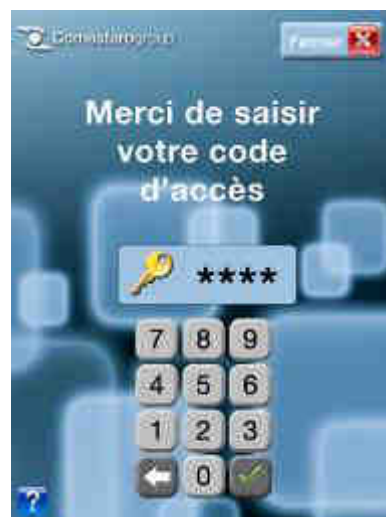 Fermer
Merci de saisir
votre code
d'accès
****
7 8 9
4 5 6
1 2 3
0
?